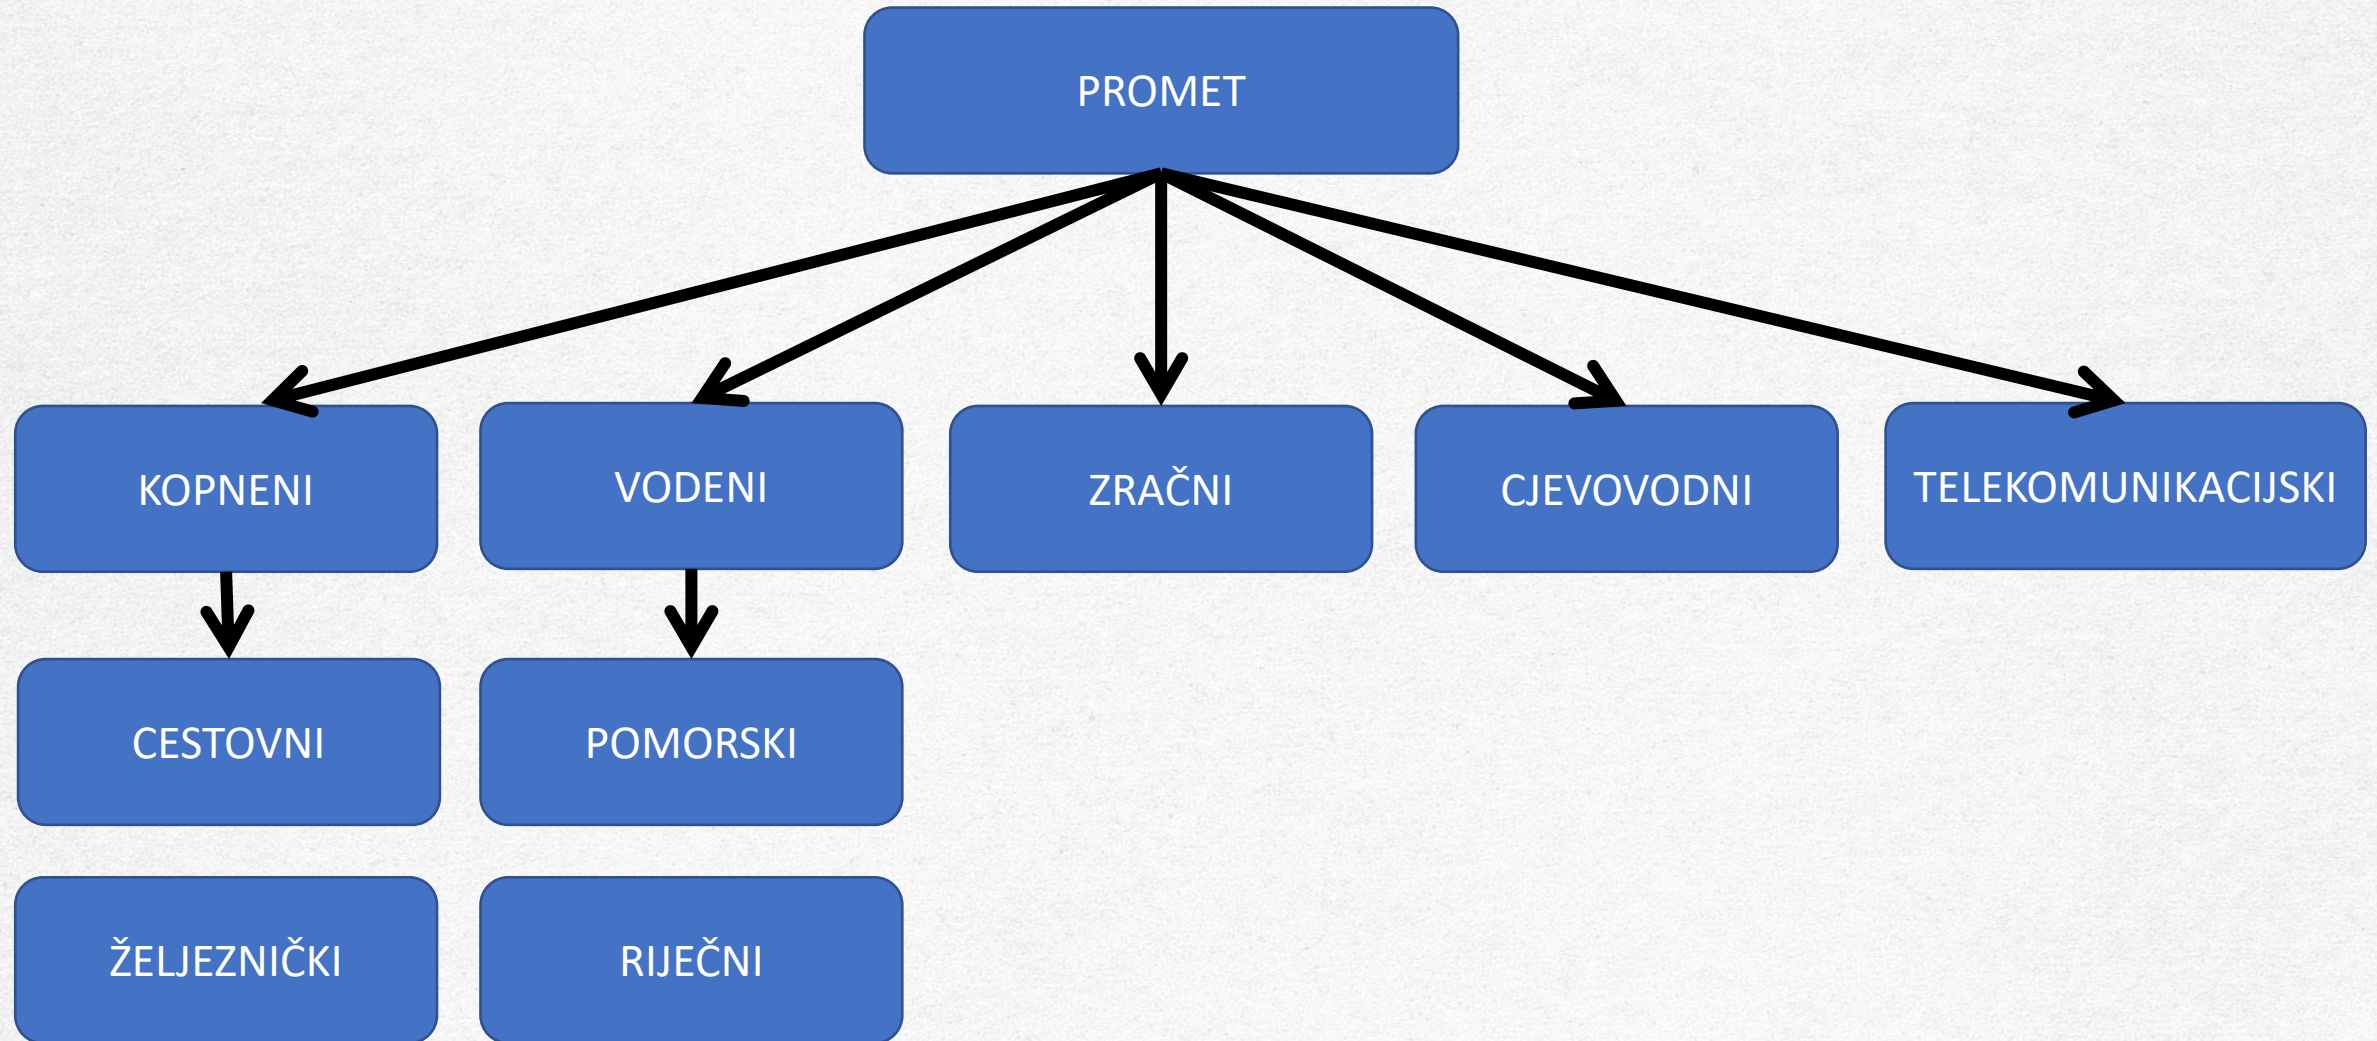 PROMET
KOPNENI
VODENI
ZRAČNI
CJEVOVODNI
TELEKOMUNIKACIJSKI
CESTOVNI
POMORSKI
ŽELJEZNIČKI
RIJEČNI